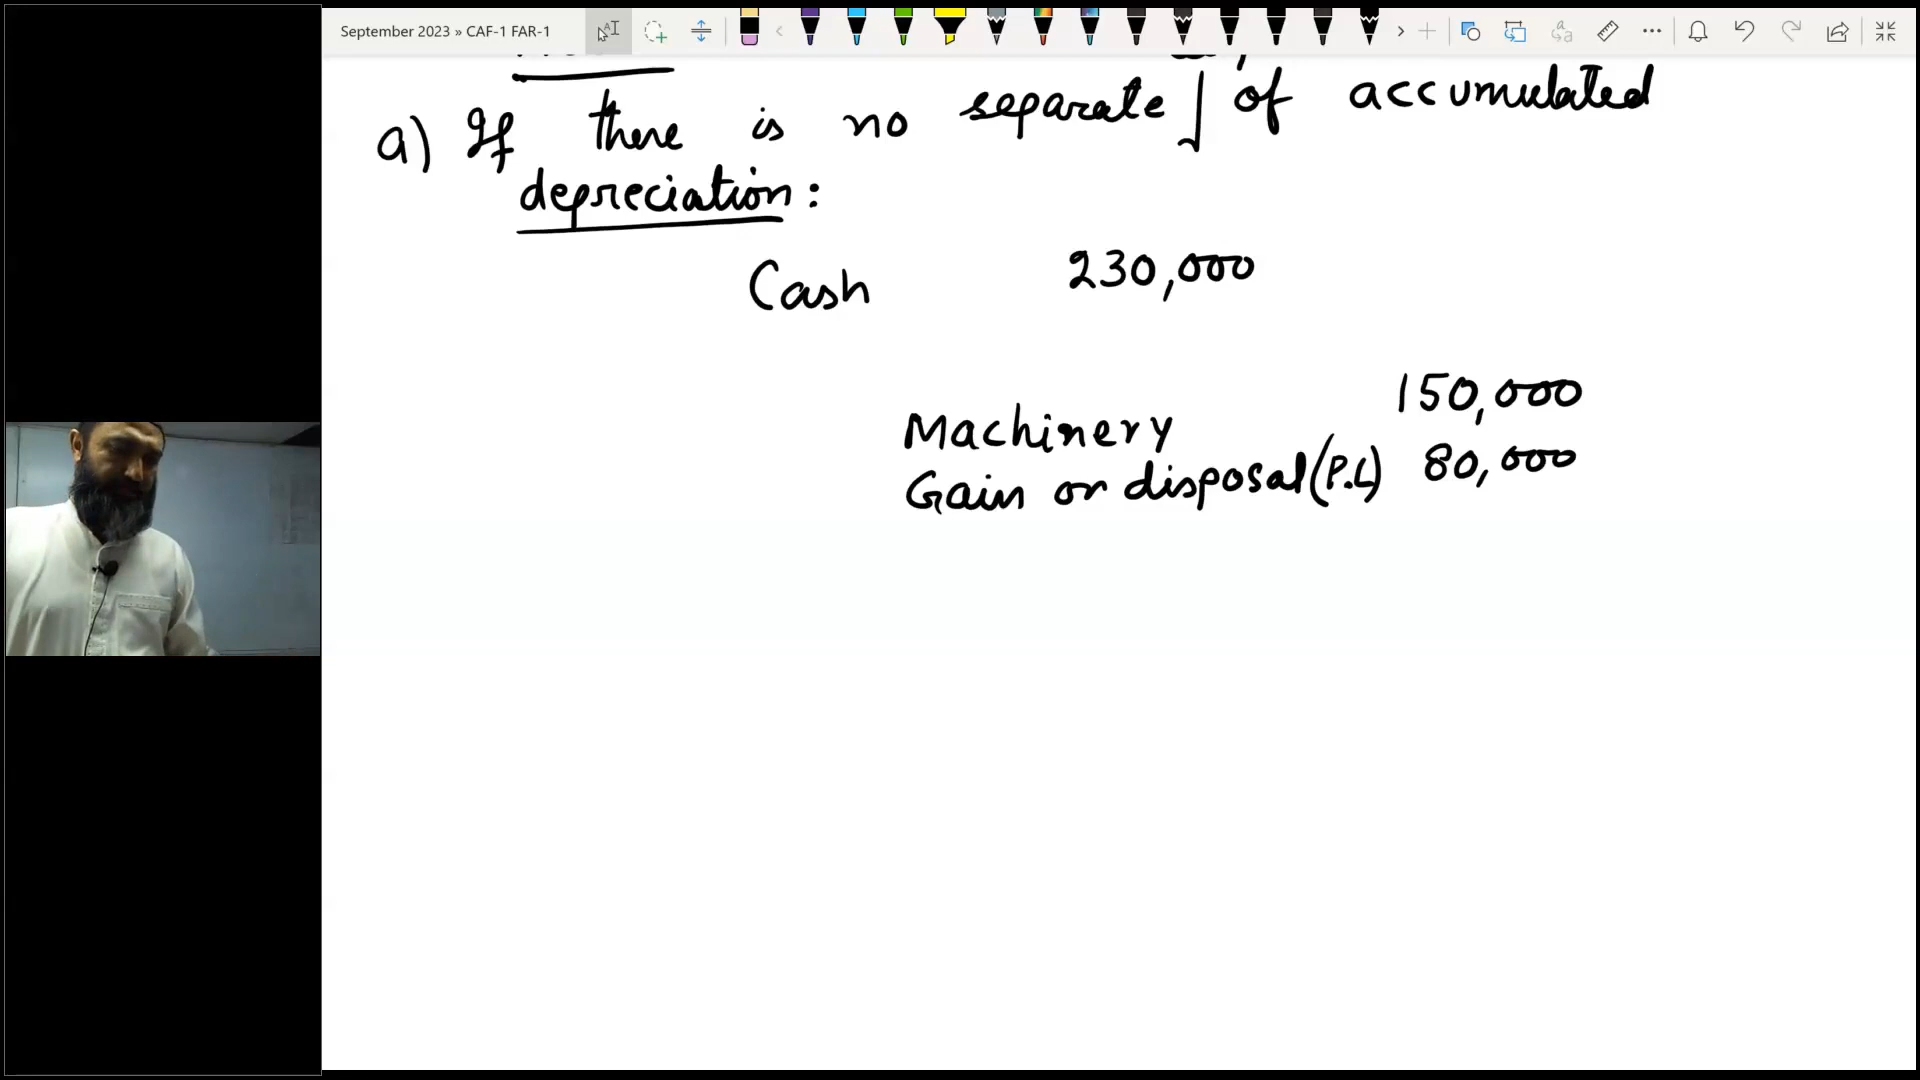 September 2023 » CAF-1 FAR-1
a) If there is no separate of accumulated
depreciation:
Cash 230,000
Machinery 150,000
Gain on disposal (P.L) 80,000